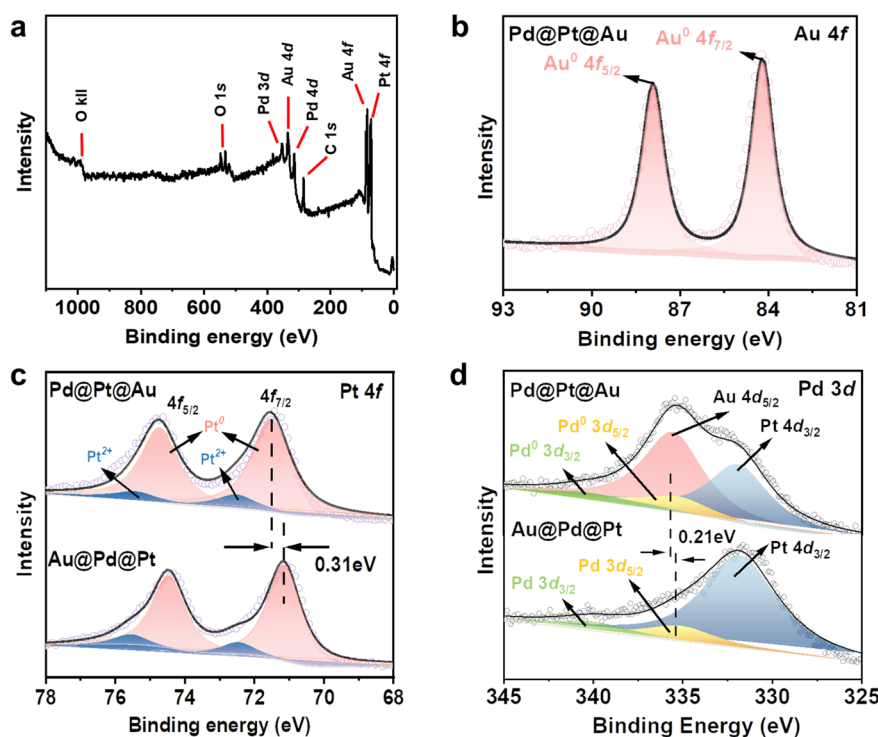 a
O kll
O 1s
Pd 3d
Au 4d
Pd 4d
C 1s
Au 4f
Pt 4f
Intensity
1000 800 600 400 200 0
Binding energy (eV)
b
Pd@Pt@Au
Au 4f
Au⁰ 4f₇/₂
Au⁰ 4f₅/₂
Intensity
93 90 87 84 81
Binding energy (eV)
c
Pd@Pt@Au
Pt 4f
4f₅/₂
4f₇/₂
Pt⁰
Pt²⁺
Pt²⁺
Au@Pd@Pt
0.31eV
Intensity
78 76 74 72 70 68
Binding energy (eV)
d
Pd@Pt@Au
Pd 3d
Au 4d₅/₂
Pd⁰ 3d₅/₂
Pt 4d₃/₂
Pd⁰ 3d₃/₂
Au@Pd@Pt
0.21eV
Pt 4d₃/₂
Pd 3d₅/₂
Pd 3d₃/₂
Intensity
345 340 335 330 325
Binding Energy (eV)